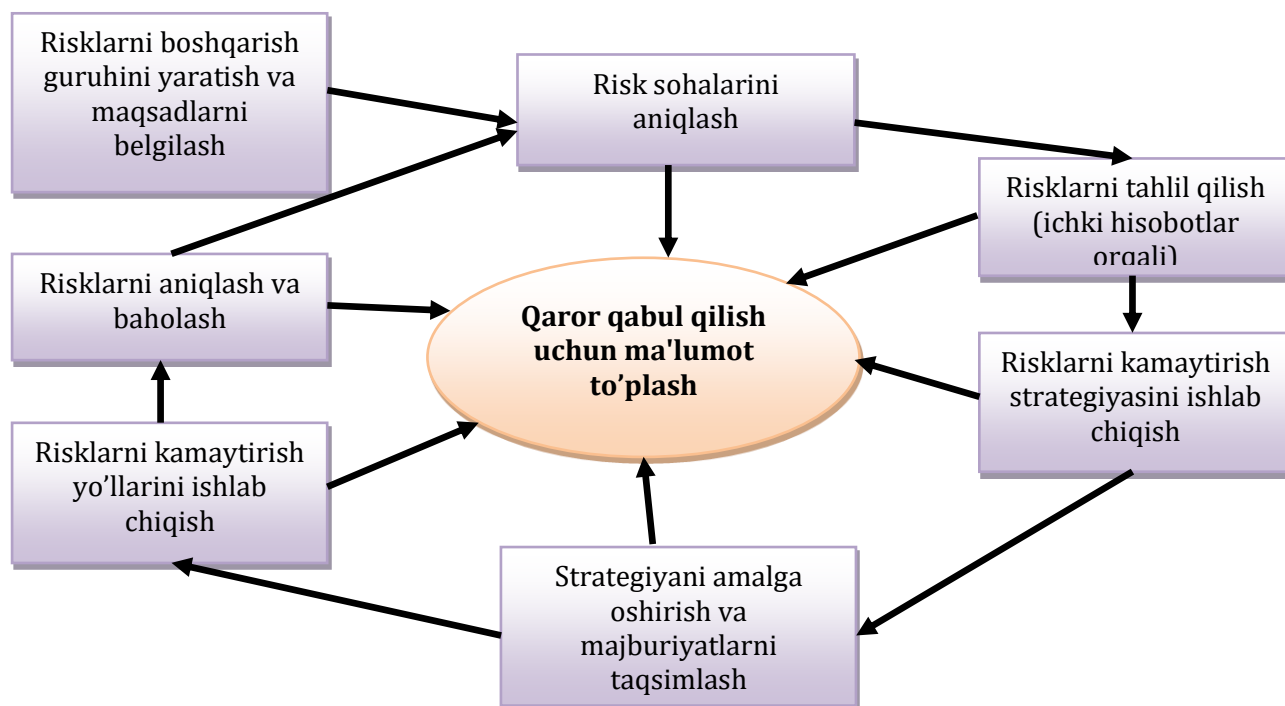 Risklarni boshqarish
guruhini yaratish va
maqsadlarni
belgilash
Risk sohalarini
aniqlash
Risklarni tahlil qilish
(ichki hisobotlar
orqali)
Risklarni aniqlash va
baholash
Qaror qabul qilish
uchun ma'lumot
to’plash
Risklarni kamaytirish
strategiyasini ishlab
chiqish
Risklarni kamaytirish
yo’llarini ishlab
chiqish
Strategiyani amalga
oshirish va
majburiyatlarni
taqsimlash